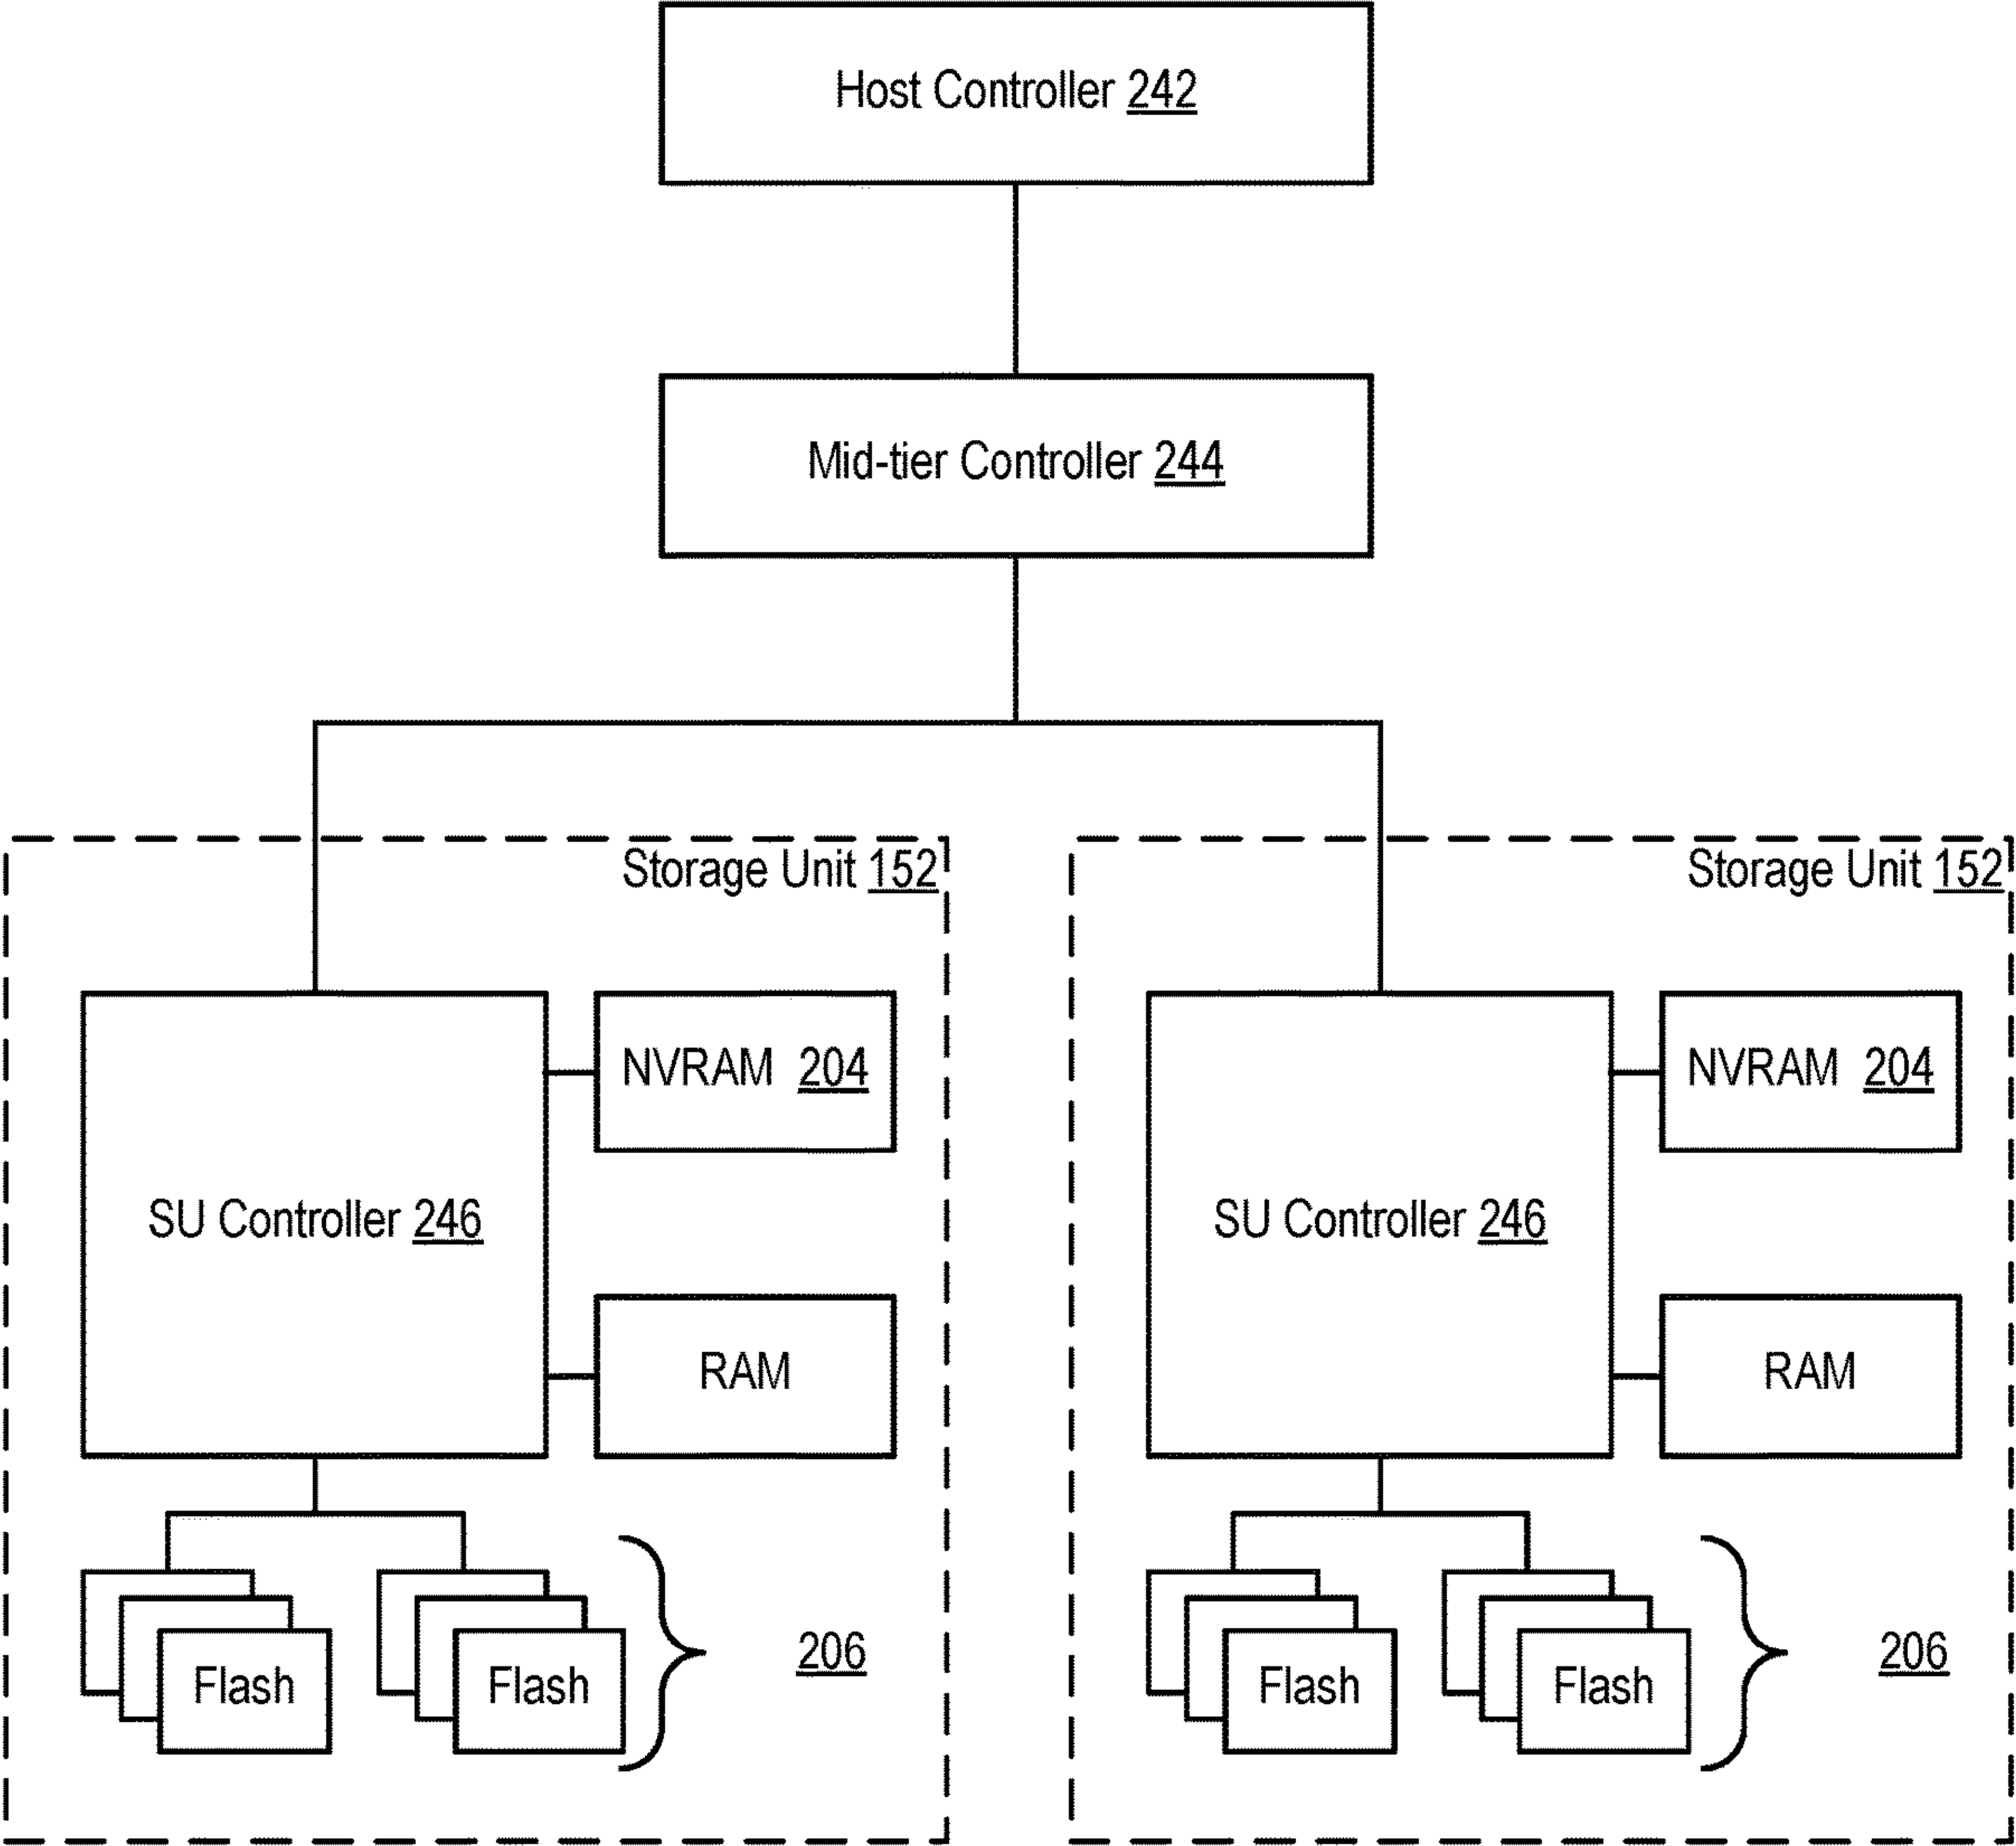 Host Controller 242
Mid-tier Controller 244
Storage Unit 152
Storage Unit 152
NVRAM 204
NVRAM 204
SU Controller 246
SU Controller 246
RAM
RAM
Flash
Flash
206
Flash
Flash
206